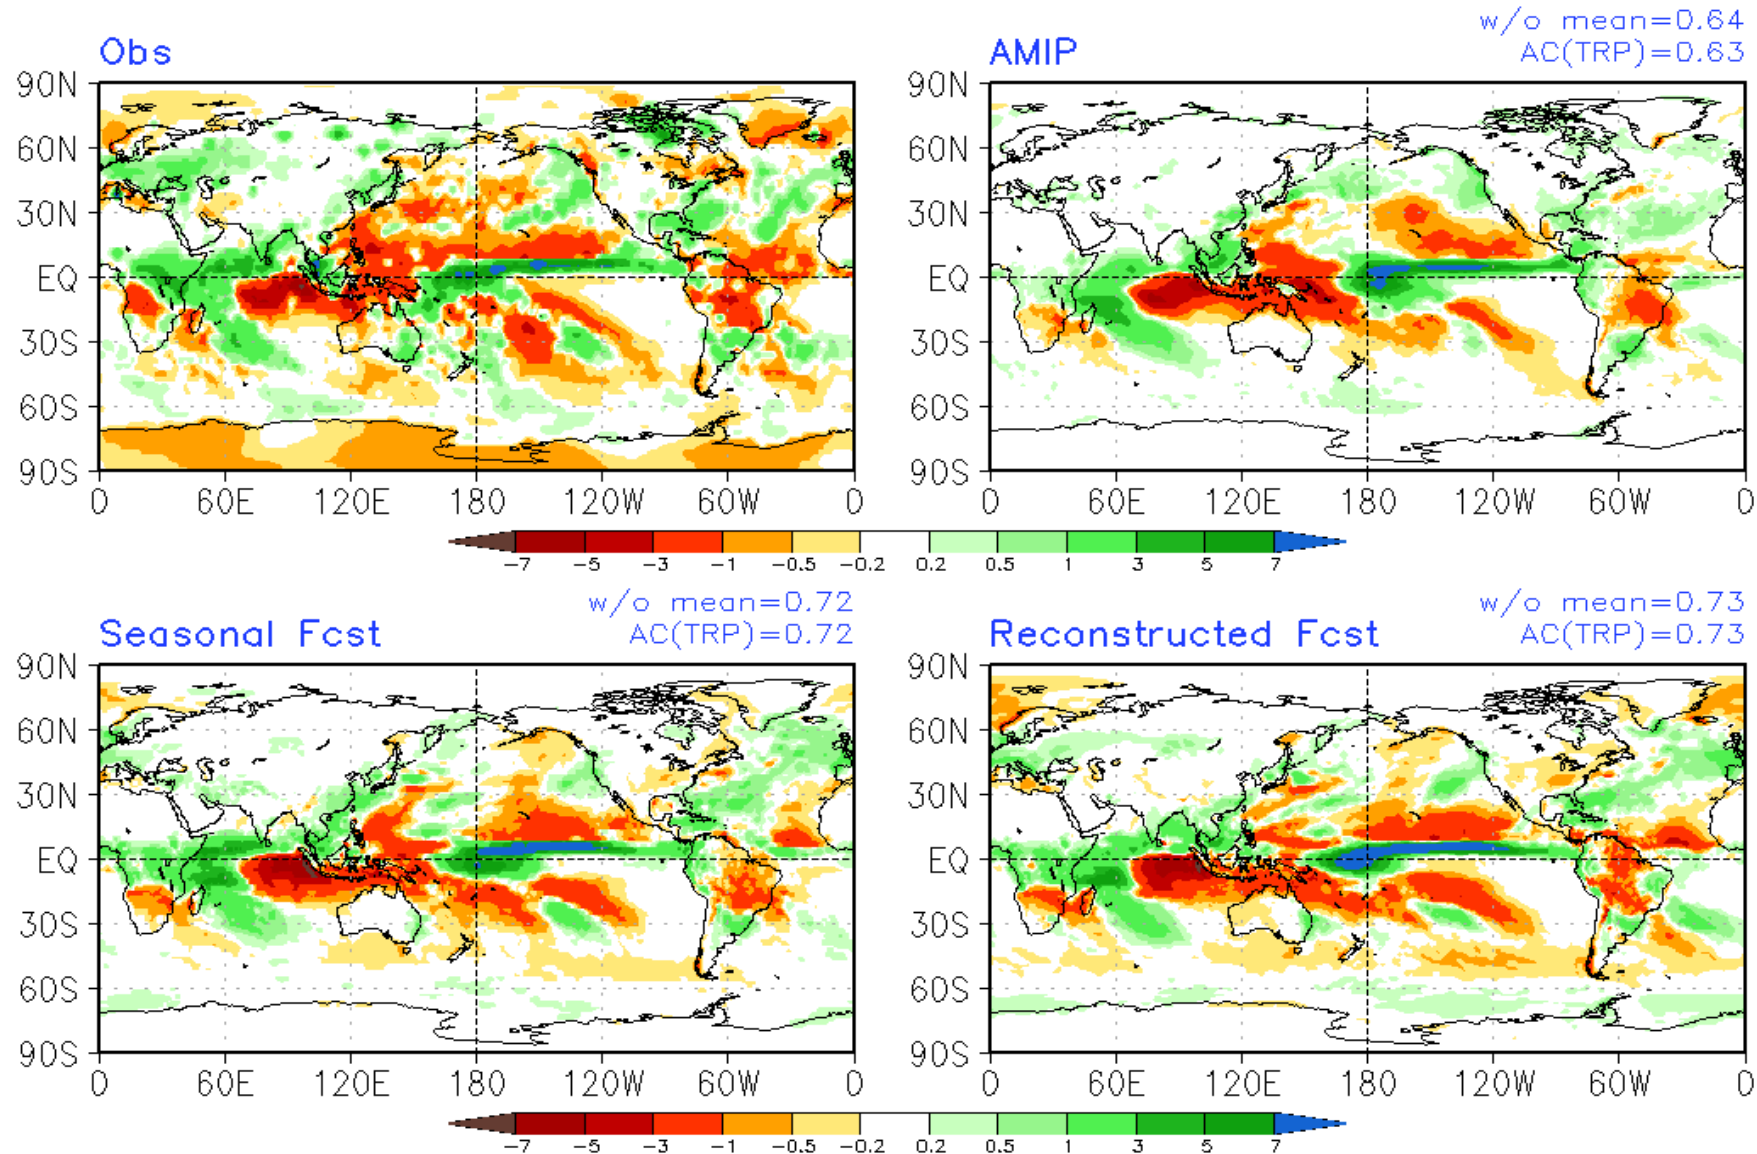 w/o mean=0.64
Obs
AMIP
AC(TRP)=0.63
90N
60N
30N
EQ
30S
60S
90S
0 60E 120E 180 120W 60W 0
90N
60N
30N
EQ
30S
60S
90S
0 60E 120E 180 120W 60W 0
-7 -5 -3 -1 -0.5 -0.2 0.2 0.5 1 3 5 7
w/o mean=0.72
Seasonal Fcst
AC(TRP)=0.72
w/o mean=0.73
Reconstructed Fcst
AC(TRP)=0.73
90N
60N
30N
EQ
30S
60S
90S
0 60E 120E 180 120W 60W 0
90N
60N
30N
EQ
30S
60S
90S
0 60E 120E 180 120W 60W 0
-7 -5 -3 -1 -0.5 -0.2 0.2 0.5 1 3 5 7